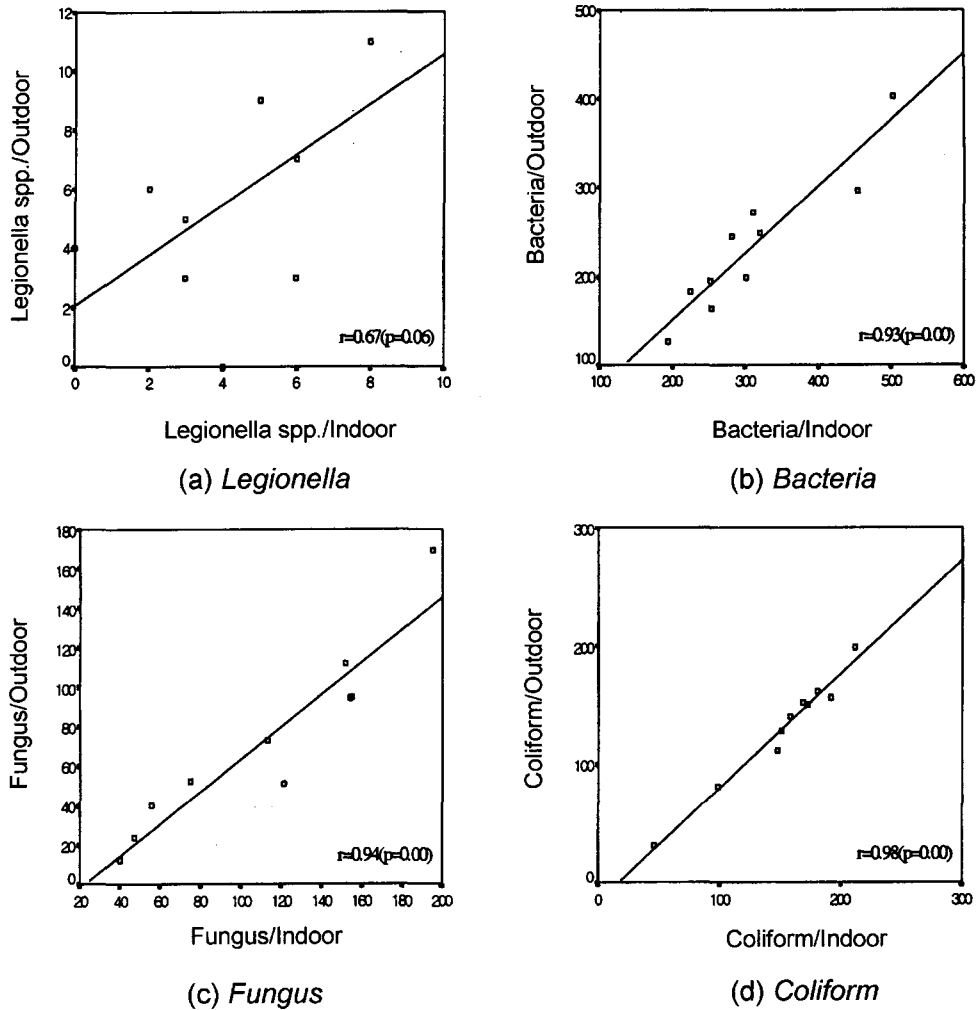 12
10
8
6
4
2
0
0 2 4 6 8 10
Legionella spp./Outdoor
r=0.67(p=0.06)
Legionella spp./Indoor
(a) Legionella
500
400
300
200
100
100 200 300 400 500 600
Bacteria/Outdoor
r=0.93(p=0.00)
Bacteria/Indoor
(b) Bacteria
180
160
140
120
100
80
60
40
20
0
20 40 60 80 100 120 140 160 180 200
Fungus/Outdoor
r=0.94(p=0.00)
Fungus/Indoor
(c) Fungus
300
200
100
0
0 100 200 300
Coliform/Outdoor
r=0.98(p=0.00)
Coliform/Indoor
(d) Coliform